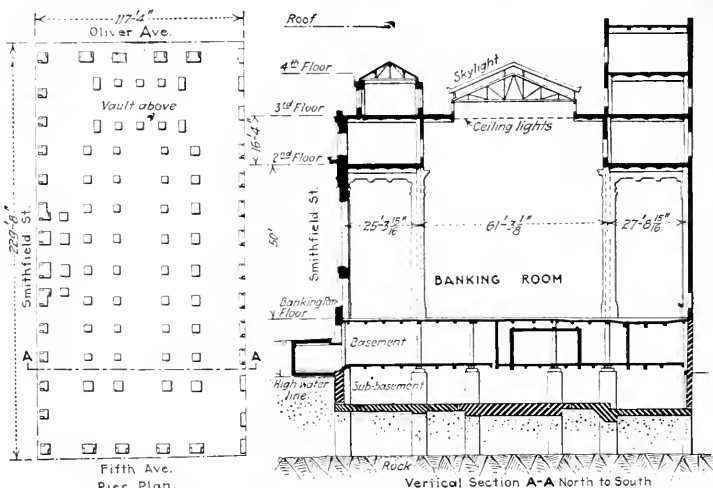 117'-4"
Oliver Ave.
Vault above
Smithfield St.
229'-8"
A
A
Fifth Ave.
Pier Plan
Roof
4th Floor
Skylight
3rd Floor
Ceiling lights
16'-4"
2nd Floor
25'-3 15/16"
61'-3 1/8"
27'-8 15/16"
50'
Smithfield St.
BANKING ROOM
Banking Rm
Floor
Basement
High water
line
Sub-basement
Rock
Vertical Section A-A North to South